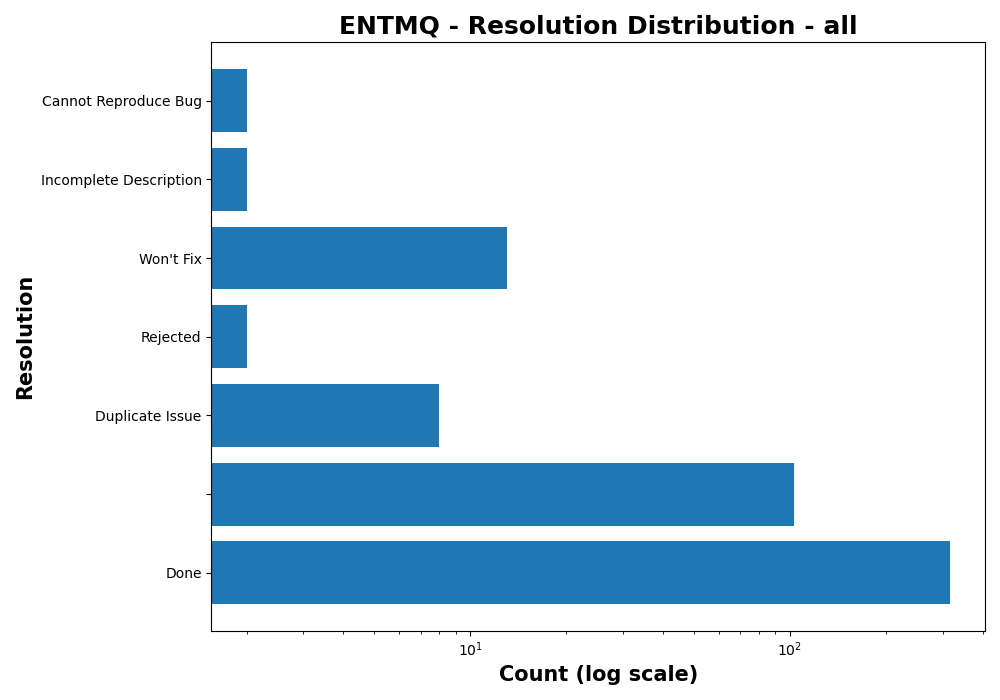 ENTMQ - Resolution Distribution - all
Resolution
Cannot Reproduce Bug
Incomplete Description
Won't Fix
Rejected
Duplicate Issue
Done
10¹
10²
Count (log scale)